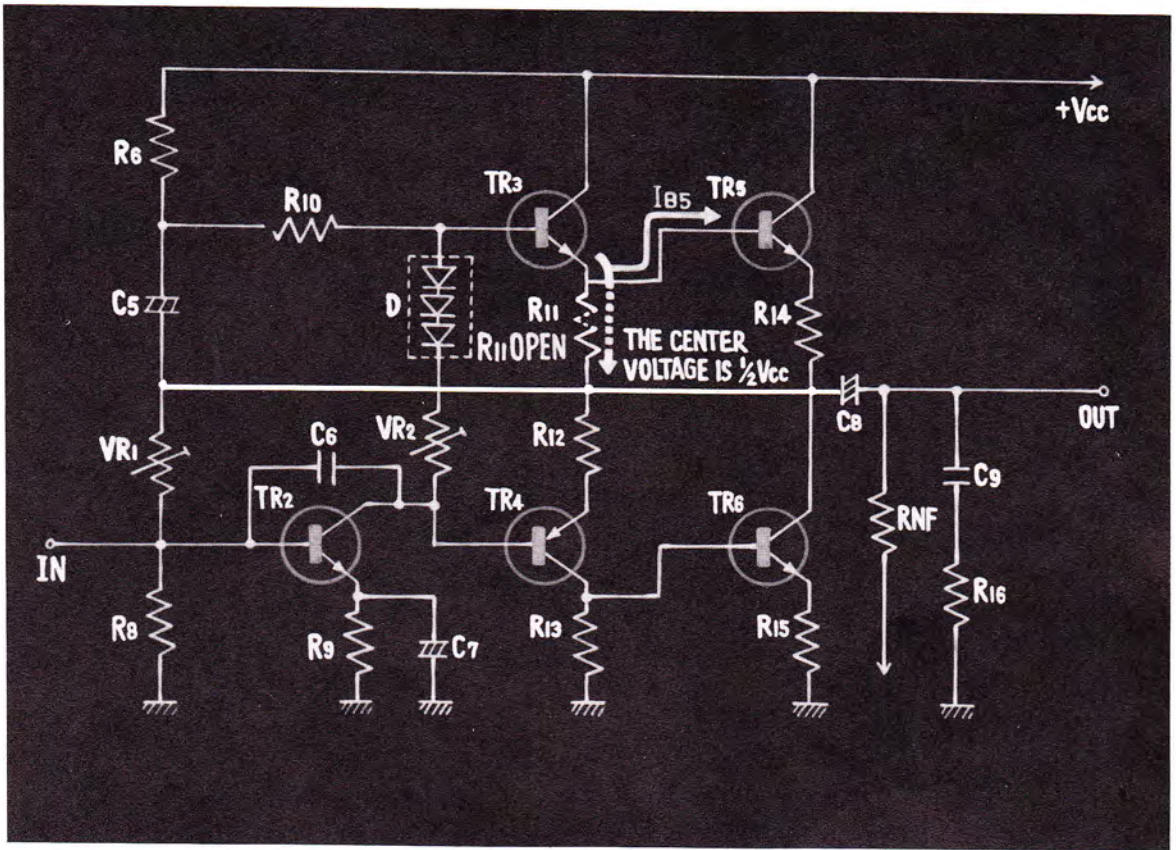 +Vcc
R6
R10
TR3
IB5
TR5
C5
D
R11
R11OPEN
R14
THE CENTER
VOLTAGE IS ½Vcc
C8
OUT
VR1
C6
VR2
R12
C9
TR2
TR4
TR6
RNF
IN
R8
R9
C7
R13
R15
R16